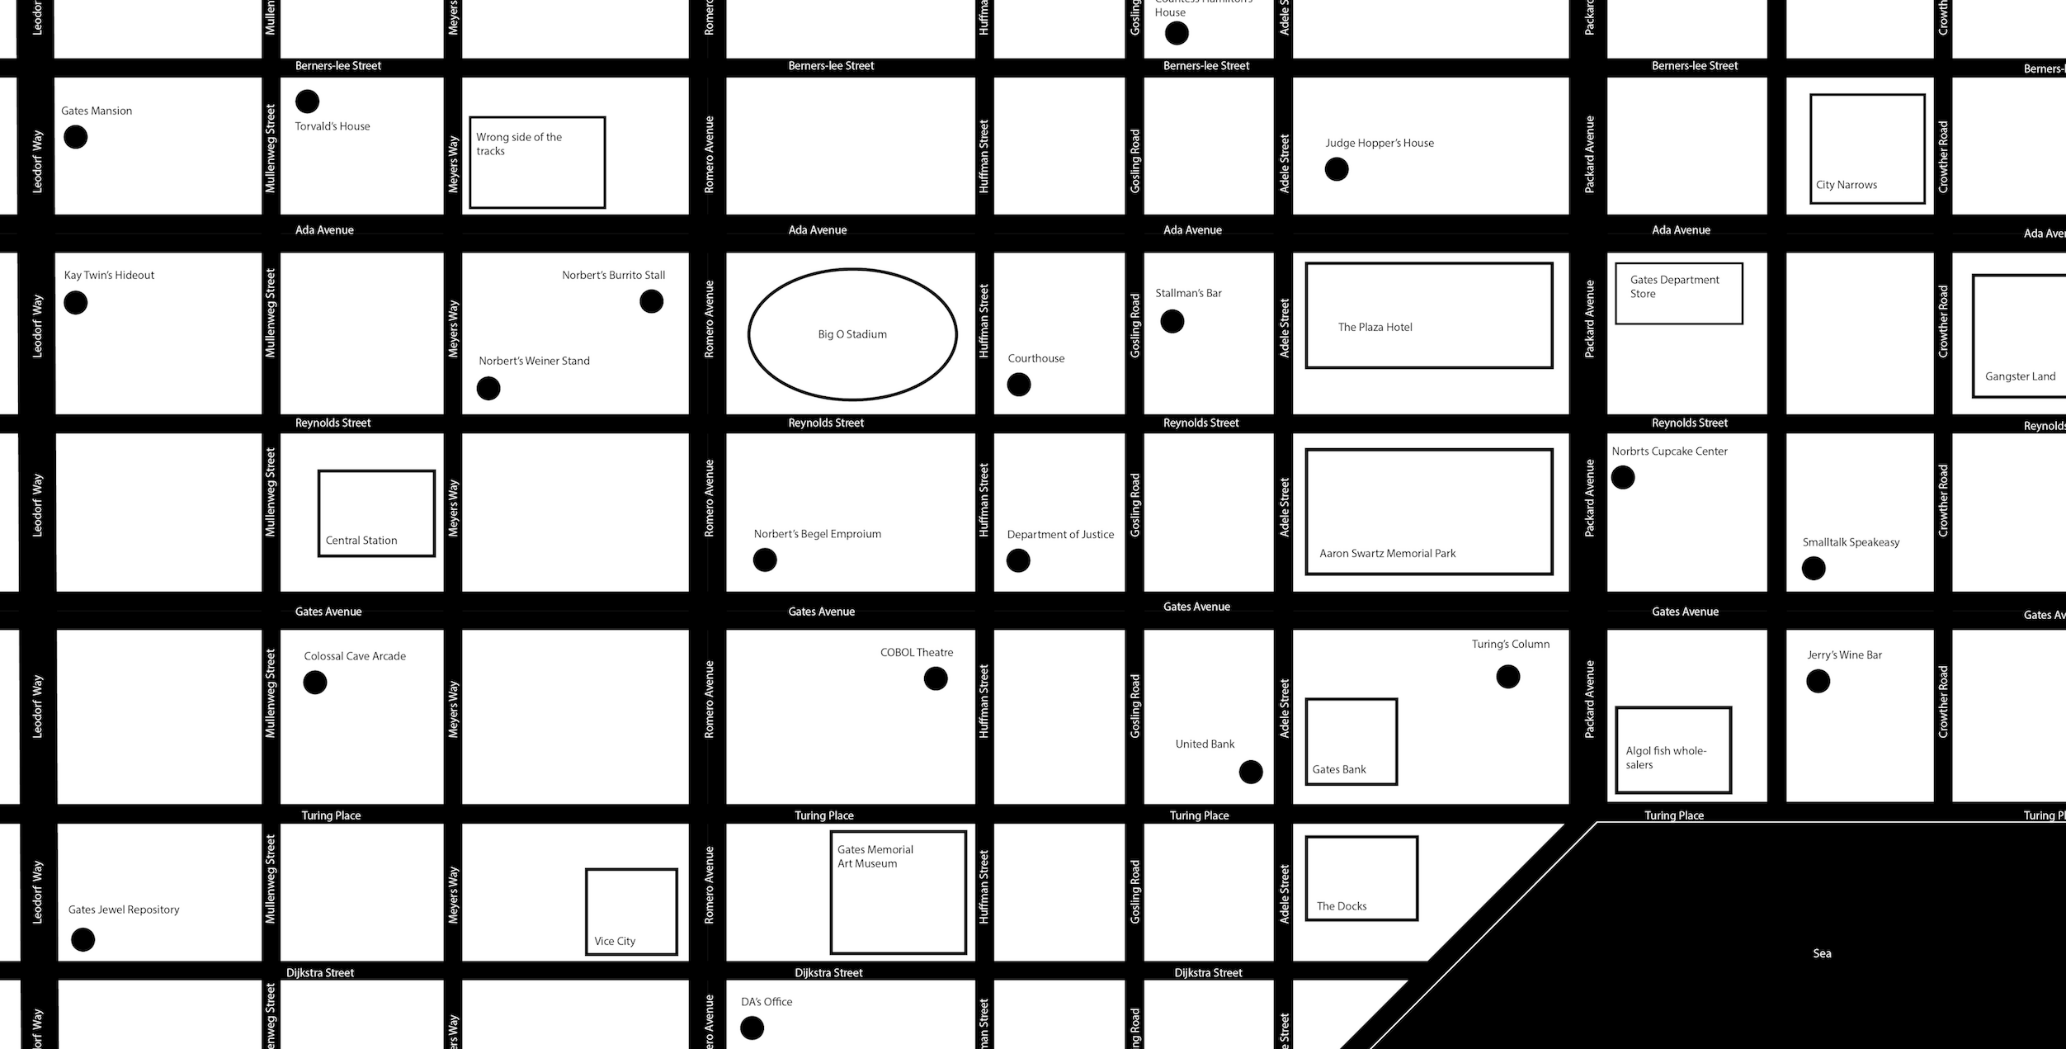 Leodorf
Mullen
Meyers
Romero
Huffma
Gosling
Countess Hamilton's
House
Adele S
Packard
Crowth
Berners-lee Street
Berners-lee Street
Berners-lee Street
Berners-lee Street
Berners-l
Gates Mansion
Torvald's House
Wrong side of the
tracks
Judge Hopper's House
City Narrows
Leodorf Way
Mullenweg Street
Meyers Way
Romero Avenue
Huffman Street
Gosling Road
Adele Street
Packard Avenue
Crowther Road
Ada Avenue
Ada Avenue
Ada Avenue
Ada Avenue
Ada Aven
Kay Twin's Hideout
Norbert's Burrito Stall
Norbert's Weiner Stand
Big O Stadium
Courthouse
Stallman's Bar
The Plaza Hotel
Gates Department
Store
Gangster Land
Leodorf Way
Mullenweg Street
Meyers Way
Romero Avenue
Huffman Street
Gosling Road
Adele Street
Packard Avenue
Crowther Road
Reynolds Street
Reynolds Street
Reynolds Street
Reynolds Street
Reynolds
Central Station
Norbert's Begel Emproium
Department of Justice
Aaron Swartz Memorial Park
Norbrts Cupcake Center
Smalltalk Speakeasy
Leodorf Way
Mullenweg Street
Meyers Way
Romero Avenue
Huffman Street
Gosling Road
Adele Street
Packard Avenue
Crowther Road
Gates Avenue
Gates Avenue
Gates Avenue
Gates Avenue
Gates Av
Colossal Cave Arcade
COBOL Theatre
United Bank
Turing's Column
Gates Bank
Algol fish whole-
salers
Jerry's Wine Bar
Leodorf Way
Mullenweg Street
Meyers Way
Romero Avenue
Huffman Street
Gosling Road
Adele Street
Packard Avenue
Crowther Road
Turing Place
Turing Place
Turing Place
Turing Place
Turing Pl
Gates Jewel Repository
Vice City
Gates Memorial
Art Museum
The Docks
Sea
Leodorf Way
Mullenweg Street
Meyers Way
Romero Avenue
Huffman Street
Gosling Road
Adele Street
Dijkstra Street
Dijkstra Street
Dijkstra Street
DA's Office
dorf Way
enweg Street
ers Way
ero Avenue
man Street
ng Road
e Street